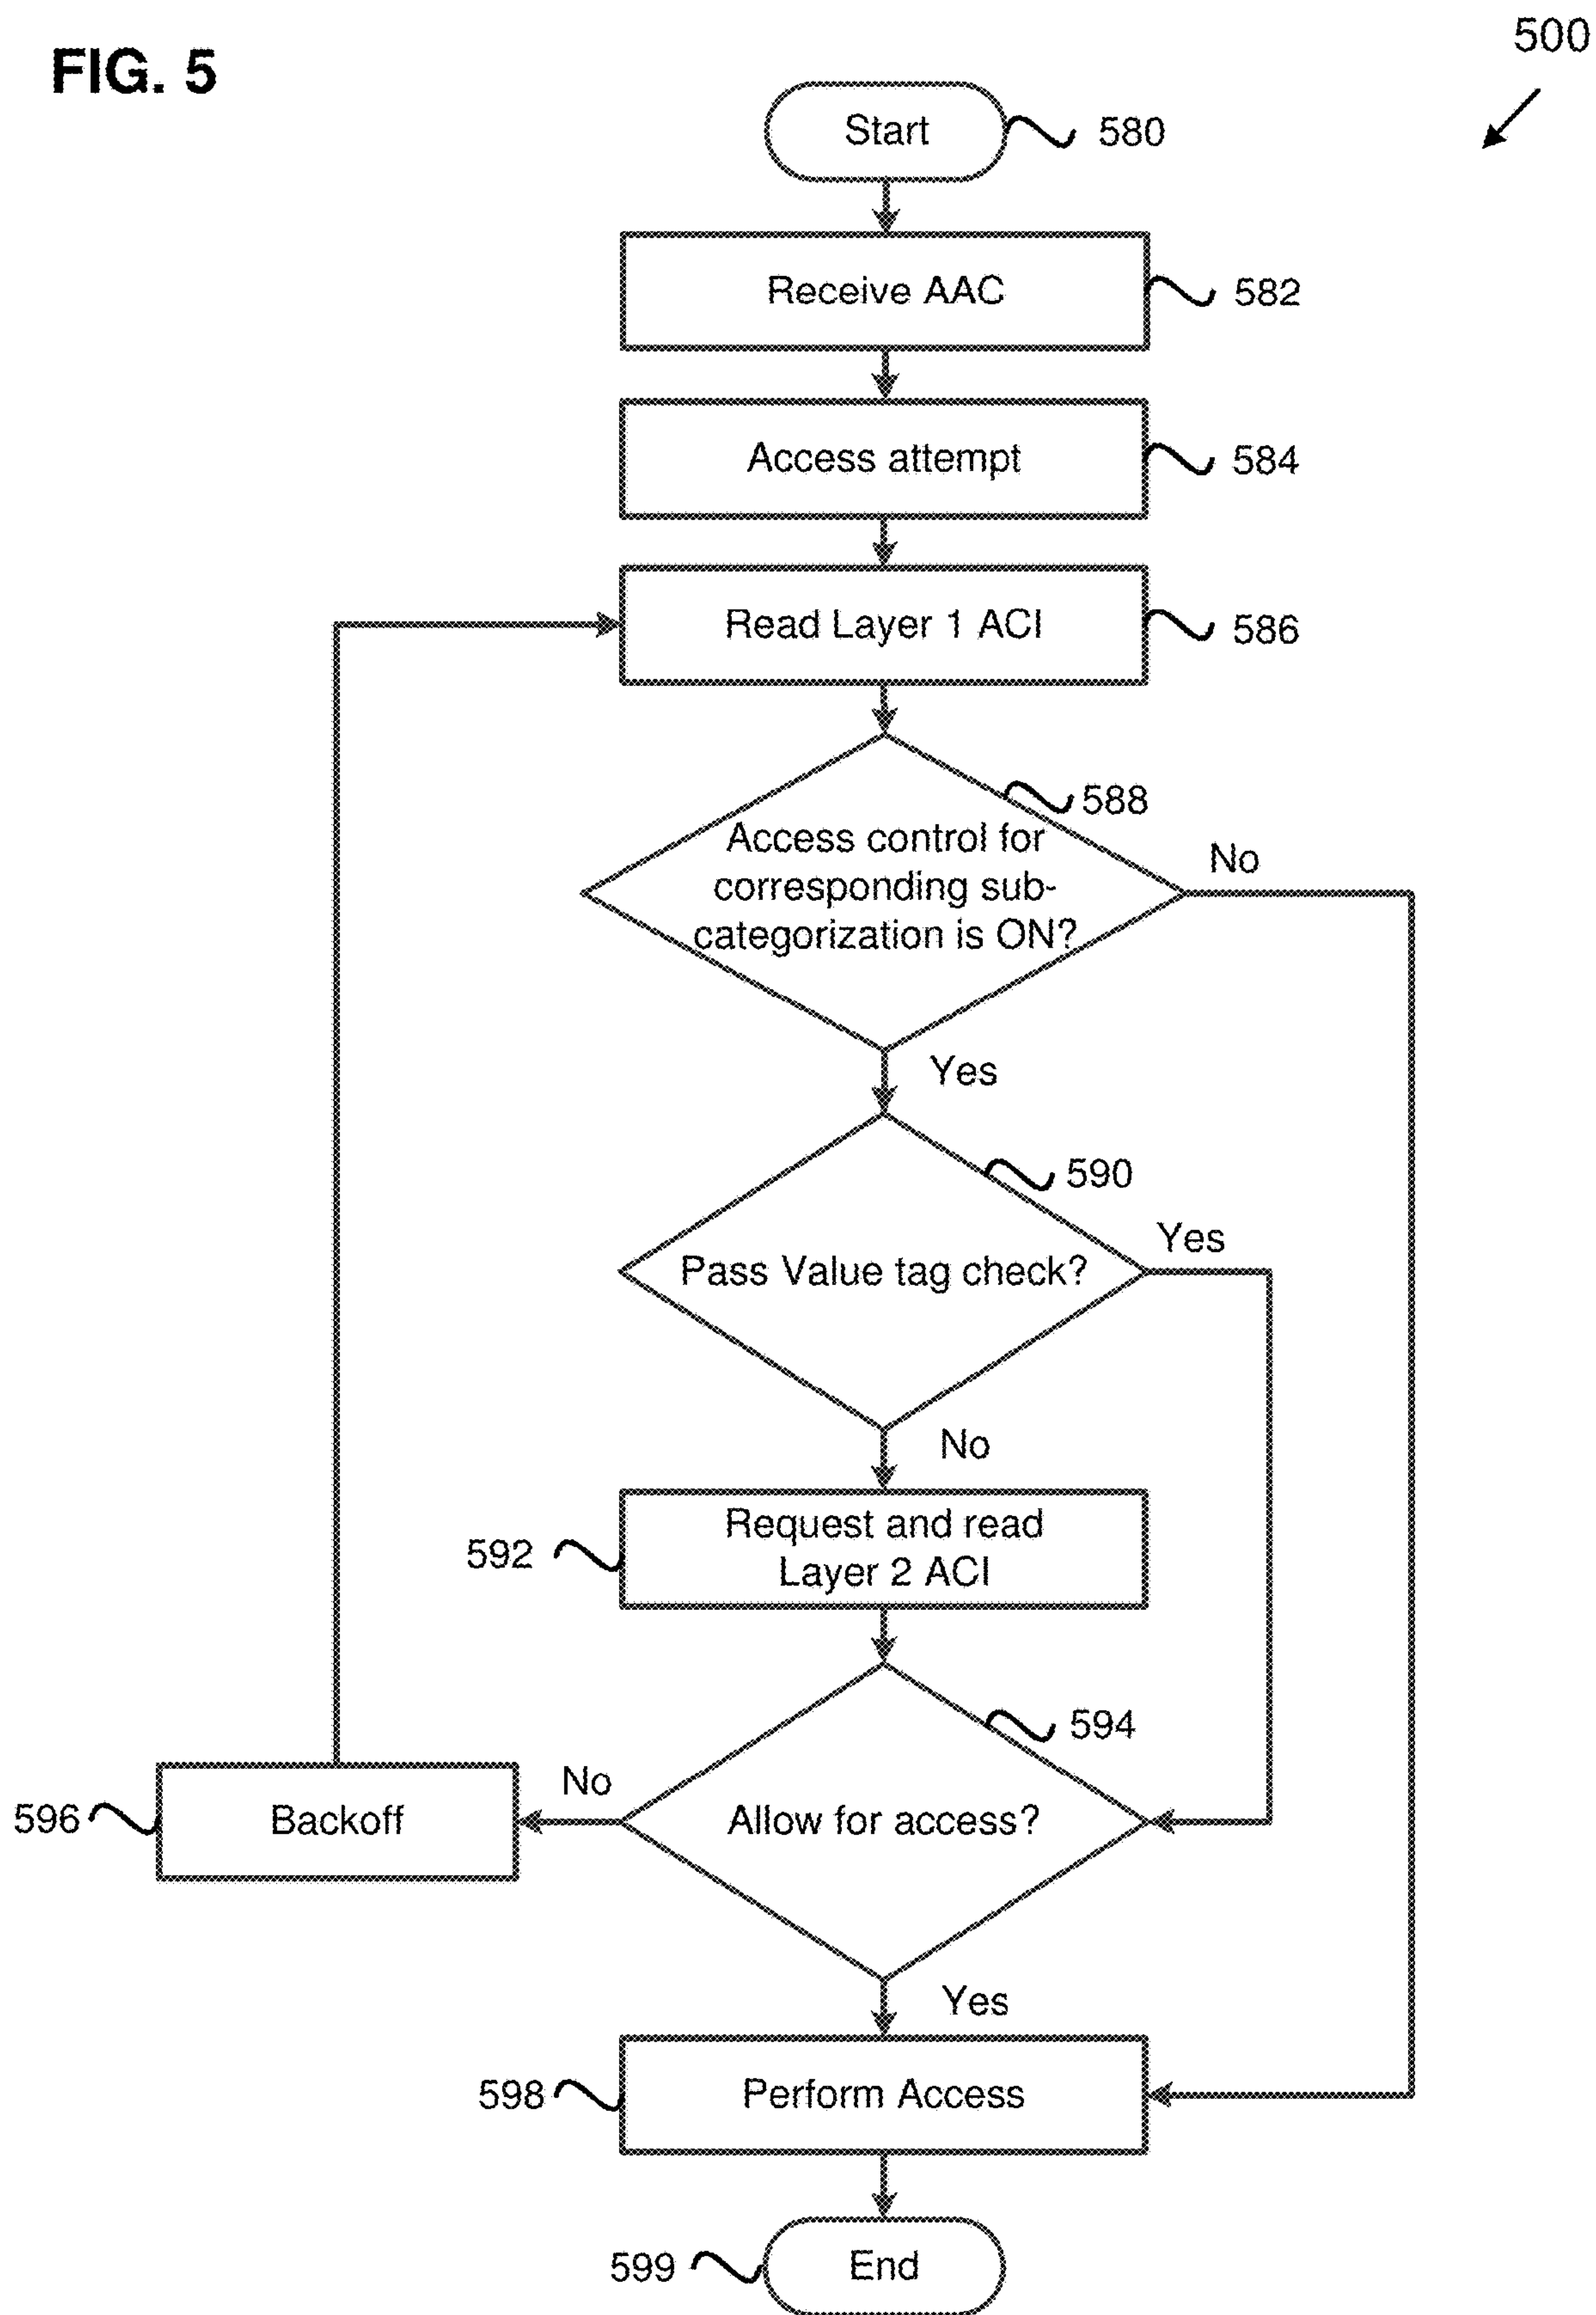 FIG. 5
500
Start
580
Receive AAC
582
Access attempt
584
Read Layer 1 ACI
586
588
Access control for
corresponding sub-
categorization is ON?
No
Yes
590
Pass Value tag check?
Yes
No
592
Request and read
Layer 2 ACI
594
Allow for access?
No
596
Backoff
Yes
598
Perform Access
599
End